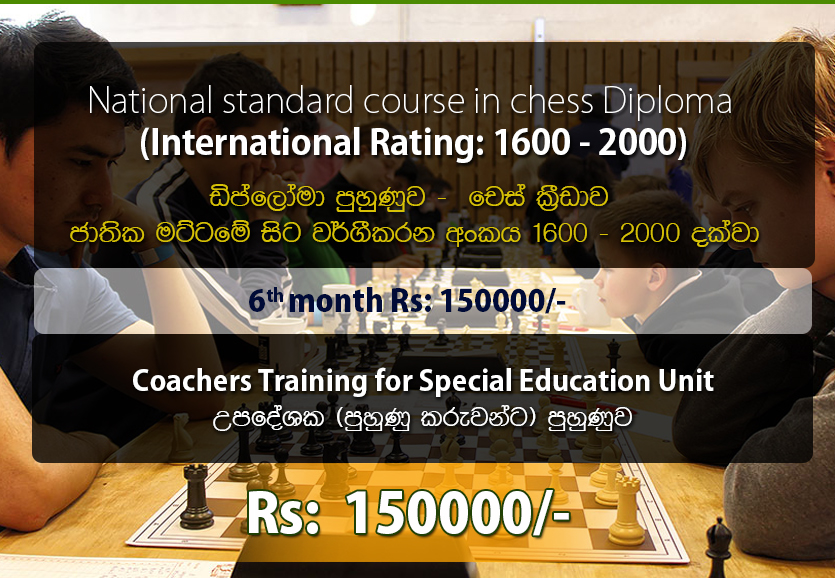 National standard course in chess Diploma
(International Rating: 1600 - 2000)
ඩිප්ලෝමා පුහුණුව - චෙස් ක්‍රීඩාව
ජාතික මට්ටමේ සිට වර්ගීකරන අංකය 1600 - 2000 දක්වා
6th month Rs: 150000/-
Coachers Training for Special Education Unit
උපදේශක (පුහුණු කරුවන්ට) පුහුණුව
Rs: 150000/-